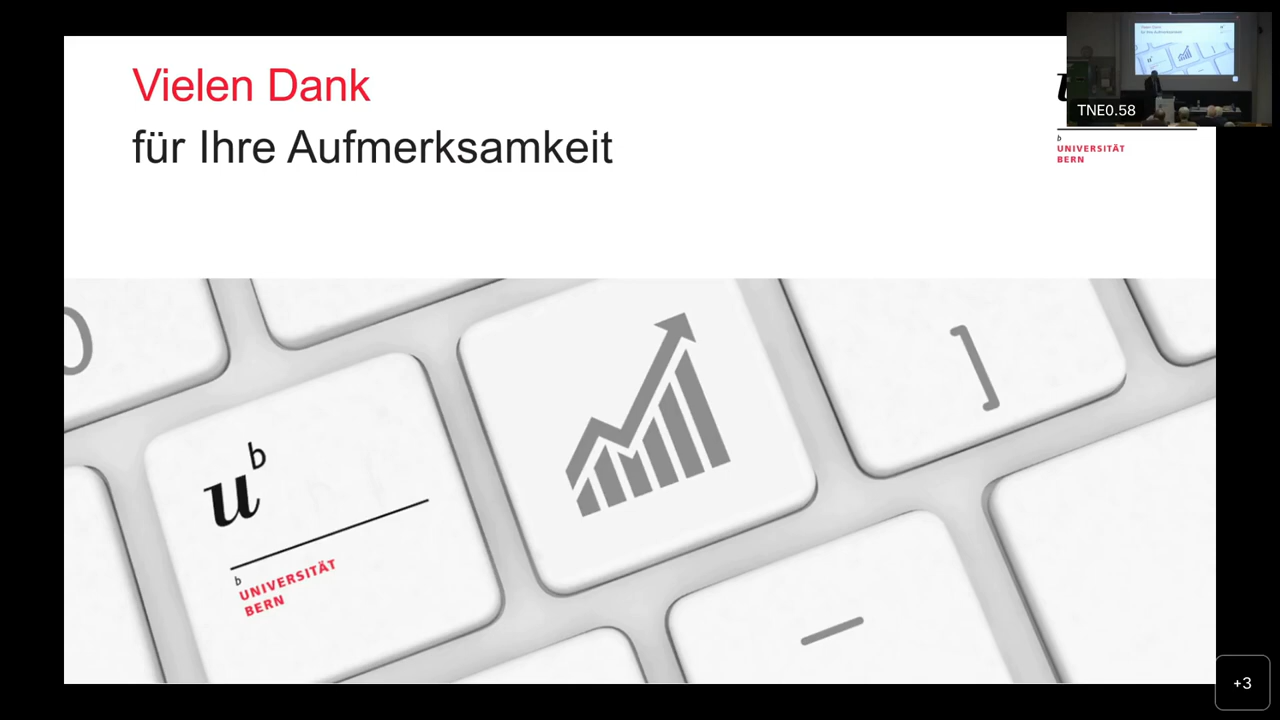 Vielen Dank
für Ihre Aufmerksamkeit
TNE0.58
b
UNIVERSITÄT
BERN
]
u
b
b
UNIVERSITÄT
BERN
+3